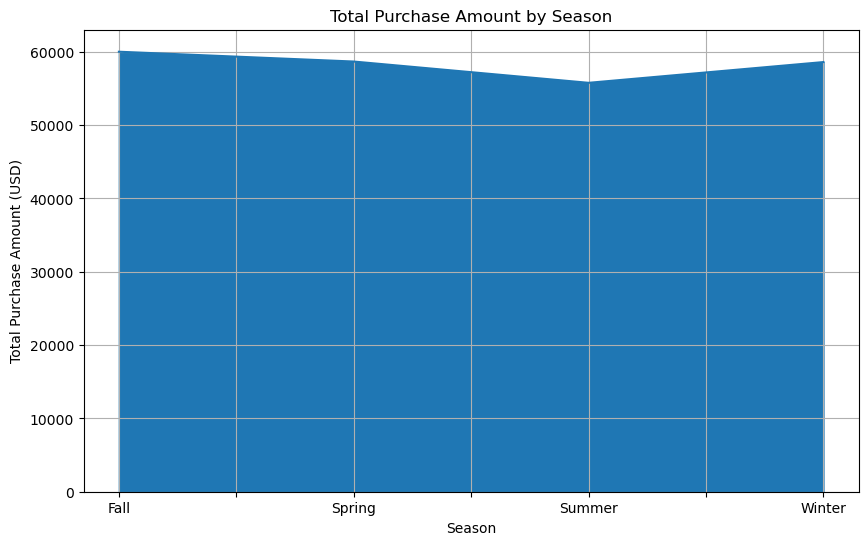 Total Purchase Amount by Season
Total Purchase Amount (USD)
60000
50000
40000
30000
20000
10000
0
Fall
Spring
Summer
Winter
Season